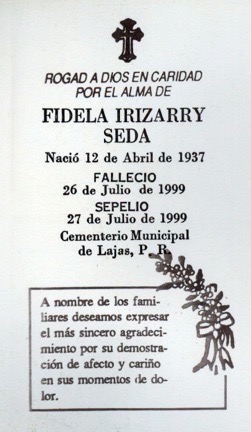 ROGAD A DIOS EN CARIDAD
POR EL ALMA DE
FIDELA IRIZARRY
SEDA
Nació 12 de Abril de 1937
FALLECIO
26 de Julio de 1999
SEPELIO
27 de Julio de 1999
Cementerio Municipal
de Lajas, P. R.
A nombre de los fami-
liares deseamos expresar
el más sincero agradeci-
miento por su demostra-
ción de afecto y cariño
en sus momentos de do-
lor.